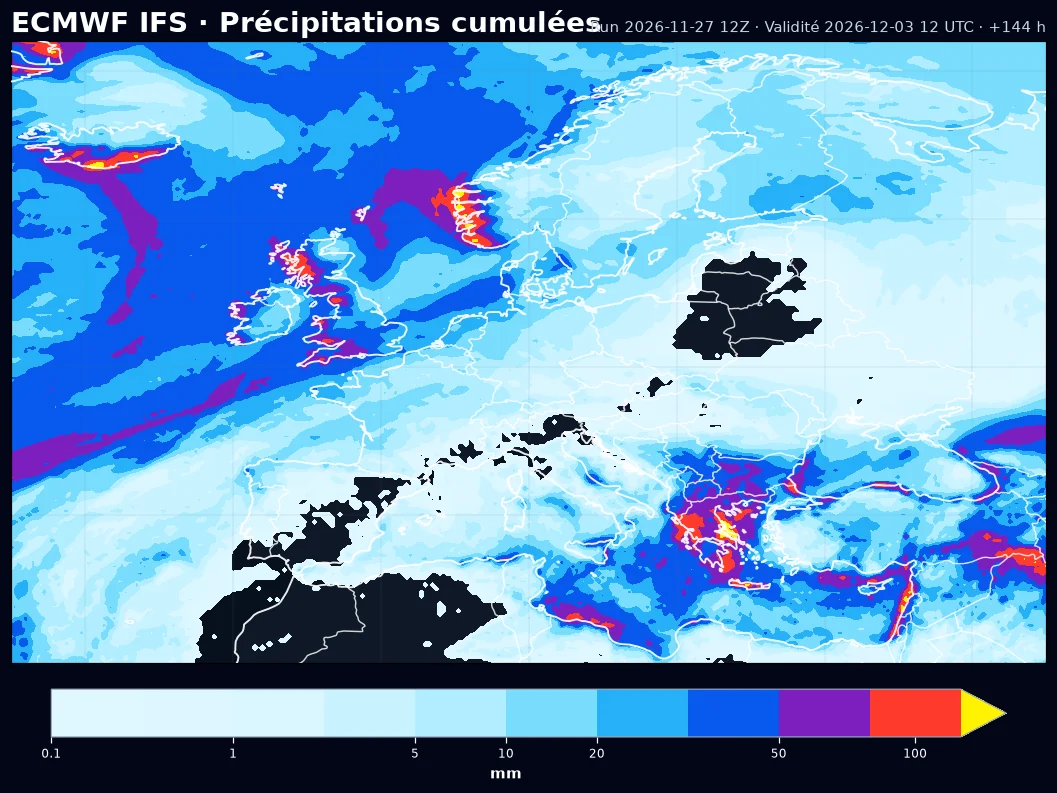 ECMWF IFS · Précipitations cumulées
Run 2026-11-27 12Z · Validité 2026-12-03 12 UTC · +144 h
0.1 1 5 10 20 50 100
mm